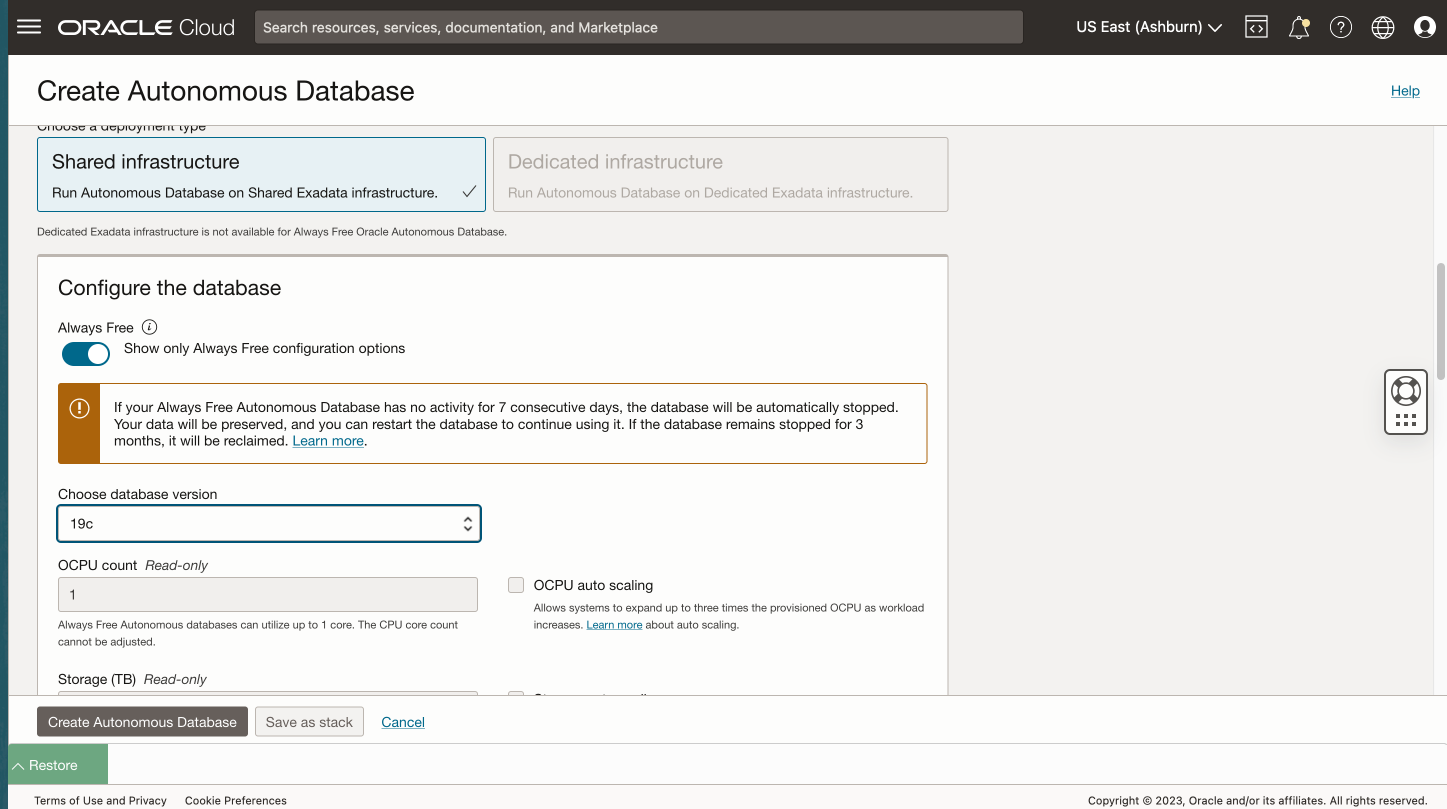 ORACLE Cloud
Search resources, services, documentation, and Marketplace
US East (Ashburn)
Create Autonomous Database
Help
Choose a deployment type
Shared infrastructure
Run Autonomous Database on Shared Exadata infrastructure.
Dedicated infrastructure
Run Autonomous Database on Dedicated Exadata infrastructure.
Dedicated Exadata infrastructure is not available for Always Free Oracle Autonomous Database.
Configure the database
Always Free
Show only Always Free configuration options
If your Always Free Autonomous Database has no activity for 7 consecutive days, the database will be automatically stopped.
Your data will be preserved, and you can restart the database to continue using it. If the database remains stopped for 3
months, it will be reclaimed. Learn more.
Choose database version
19c
OCPU count Read-only
1
Always Free Autonomous databases can utilize up to 1 core. The CPU core count
cannot be adjusted.
OCPU auto scaling
Allows systems to expand up to three times the provisioned OCPU as workload
increases. Learn more about auto scaling.
Storage (TB) Read-only
Create Autonomous Database
Save as stack
Cancel
Restore
Terms of Use and Privacy
Cookie Preferences
Copyright © 2023, Oracle and/or its affiliates. All rights reserved.